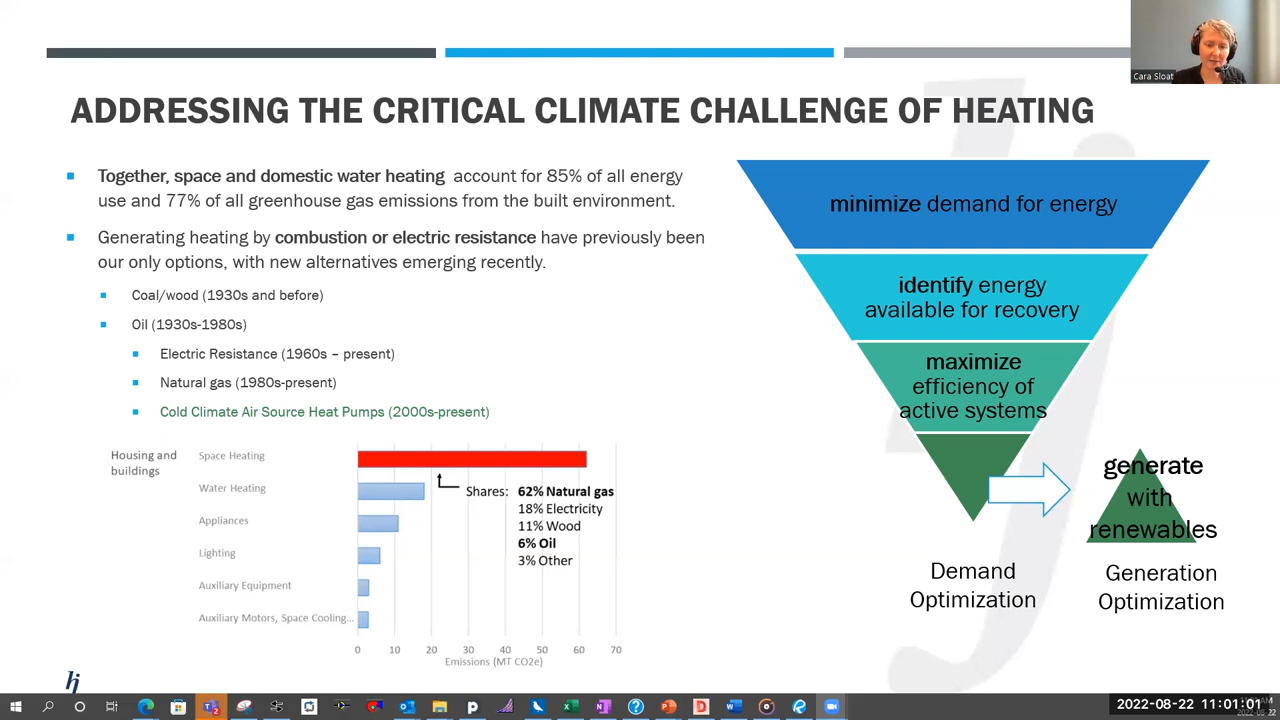 Cara Sloat
ADDRESSING THE CRITICAL CLIMATE CHALLENGE OF HEATING
Together, space and domestic water heating account for 85% of all energy
use and 77% of all greenhouse gas emissions from the built environment.
Generating heating by combustion or electric resistance have previously been
our only options, with new alternatives emerging recently.
Coal/wood (1930s and before)
Oil (1930s-1980s)
Electric Resistance (1960s – present)
Natural gas (1980s-present)
Cold Climate Air Source Heat Pumps (2000s-present)
Housing and
buildings
Space Heating
Water Heating
Appliances
Lighting
Auxiliary Equipment
Auxiliary Motors, Space Cooling...
Shares: 62% Natural gas
18% Electricity
11% Wood
6% Oil
3% Other
0 10 20 30 40 50 60 70
Emissions (MT CO2e)
minimize demand for energy
identify energy
available for recovery
maximize
efficiency of
active systems
generate
with
renewables
Demand
Optimization
Generation
Optimization
hj
2022-08-22 11:01:01